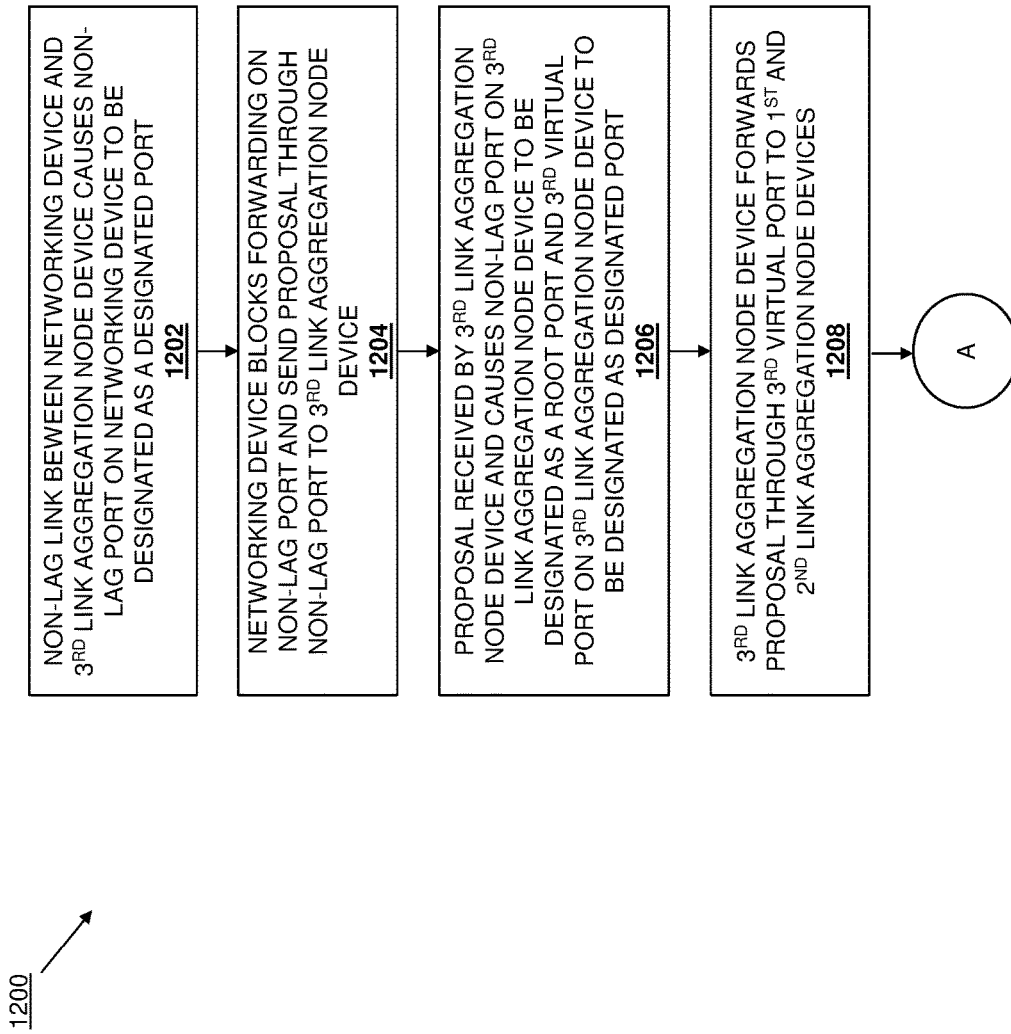 1200
NON-LAG LINK BEWEEN NETWORKING DEVICE AND
3RD LINK AGGREGATION NODE DEVICE CAUSES NON-
LAG PORT ON NETWORKING DEVICE TO BE
DESIGNATED AS A DESIGNATED PORT
1202
NETWORKING DEVICE BLOCKS FORWARDING ON
NON-LAG PORT AND SEND PROPOSAL THROUGH
NON-LAG PORT TO 3RD LINK AGGREGATION NODE
DEVICE
1204
PROPOSAL RECEIVED BY 3RD LINK AGGREGATION
NODE DEVICE AND CAUSES NON-LAG PORT ON 3RD
LINK AGGREGATION NODE DEVICE TO BE
DESIGNATED AS A ROOT PORT AND 3RD VIRTUAL
PORT ON 3RD LINK AGGREGATION NODE DEVICE TO
BE DESIGNATED AS DESIGNATED PORT
1206
3RD LINK AGGREGATION NODE DEVICE FORWARDS
PROPOSAL THROUGH 3RD VIRTUAL PORT TO 1ST AND
2ND LINK AGGREGATION NODE DEVICES
1208
A